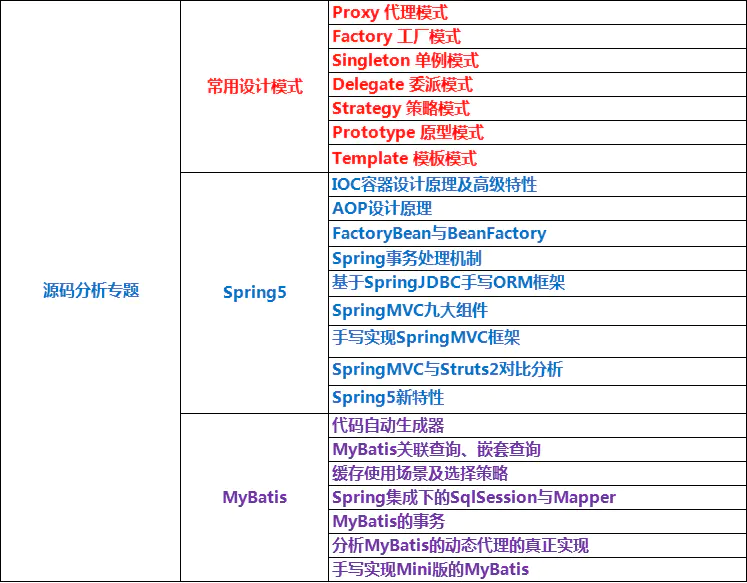 源码分析专题
常用设计模式
Proxy 代理模式
Factory 工厂模式
Singleton 单例模式
Delegate 委派模式
Strategy 策略模式
Prototype 原型模式
Template 模板模式
Spring5
IOC容器设计原理及高级特性
AOP设计原理
FactoryBean与BeanFactory
Spring事务处理机制
基于SpringJDBC手写ORM框架
SpringMVC九大组件
手写实现SpringMVC框架
SpringMVC与Struts2对比分析
Spring5新特性
MyBatis
代码自动生成器
MyBatis关联查询、嵌套查询
缓存使用场景及选择策略
Spring集成下的SqlSession与Mapper
MyBatis的事务
分析MyBatis的动态代理的真正实现
手写实现Mini版的MyBatis